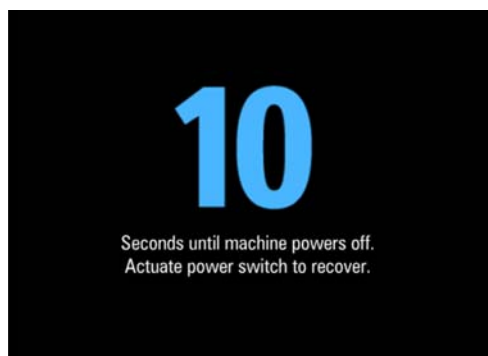 10
Seconds until machine powers off.
Actuate power switch to recover.